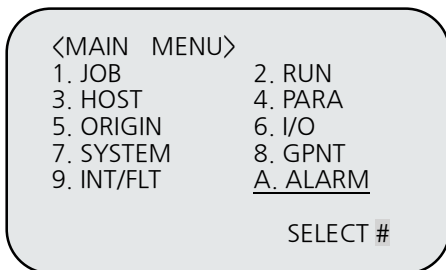 〈MAIN MENU〉
1. JOB 2. RUN
3. HOST 4. PARA
5. ORIGIN 6. I/O
7. SYSTEM 8. GPNT
9. INT/FLT A. ALARM
SELECT #